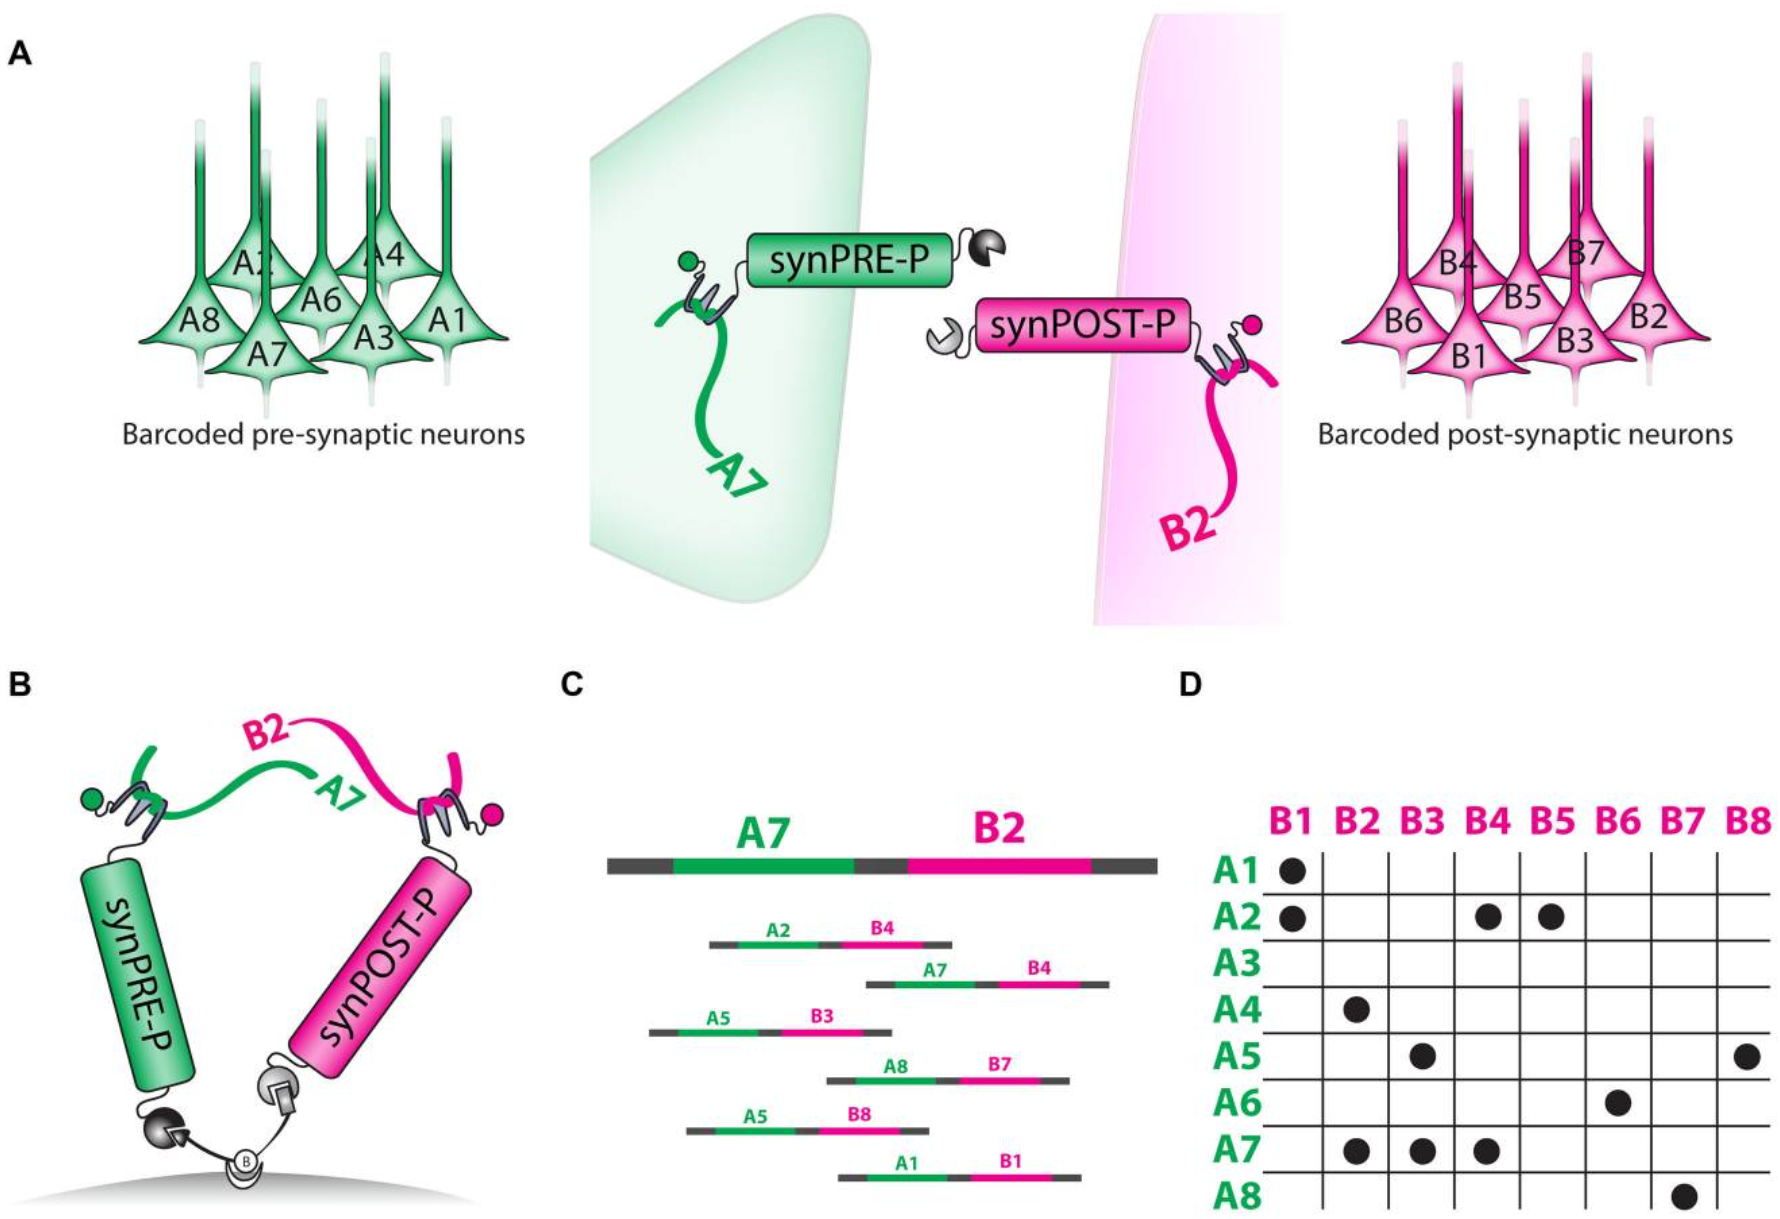 A
A2
A4
A6
A8
A3
A1
A7
Barcoded pre-synaptic neurons
synPRE-P
synPOST-P
A7
B2
B4
B7
B5
B6
B2
B1
B3
Barcoded post-synaptic neurons
B
B2
A7
synPRE-P
synPOST-P
B
C
A7 B2
A2 B4
A7 B4
A5 B3
A8 B7
A5 B8
A1 B1
D
B1 B2 B3 B4 B5 B6 B7 B8
A1
A2
A3
A4
A5
A6
A7
A8